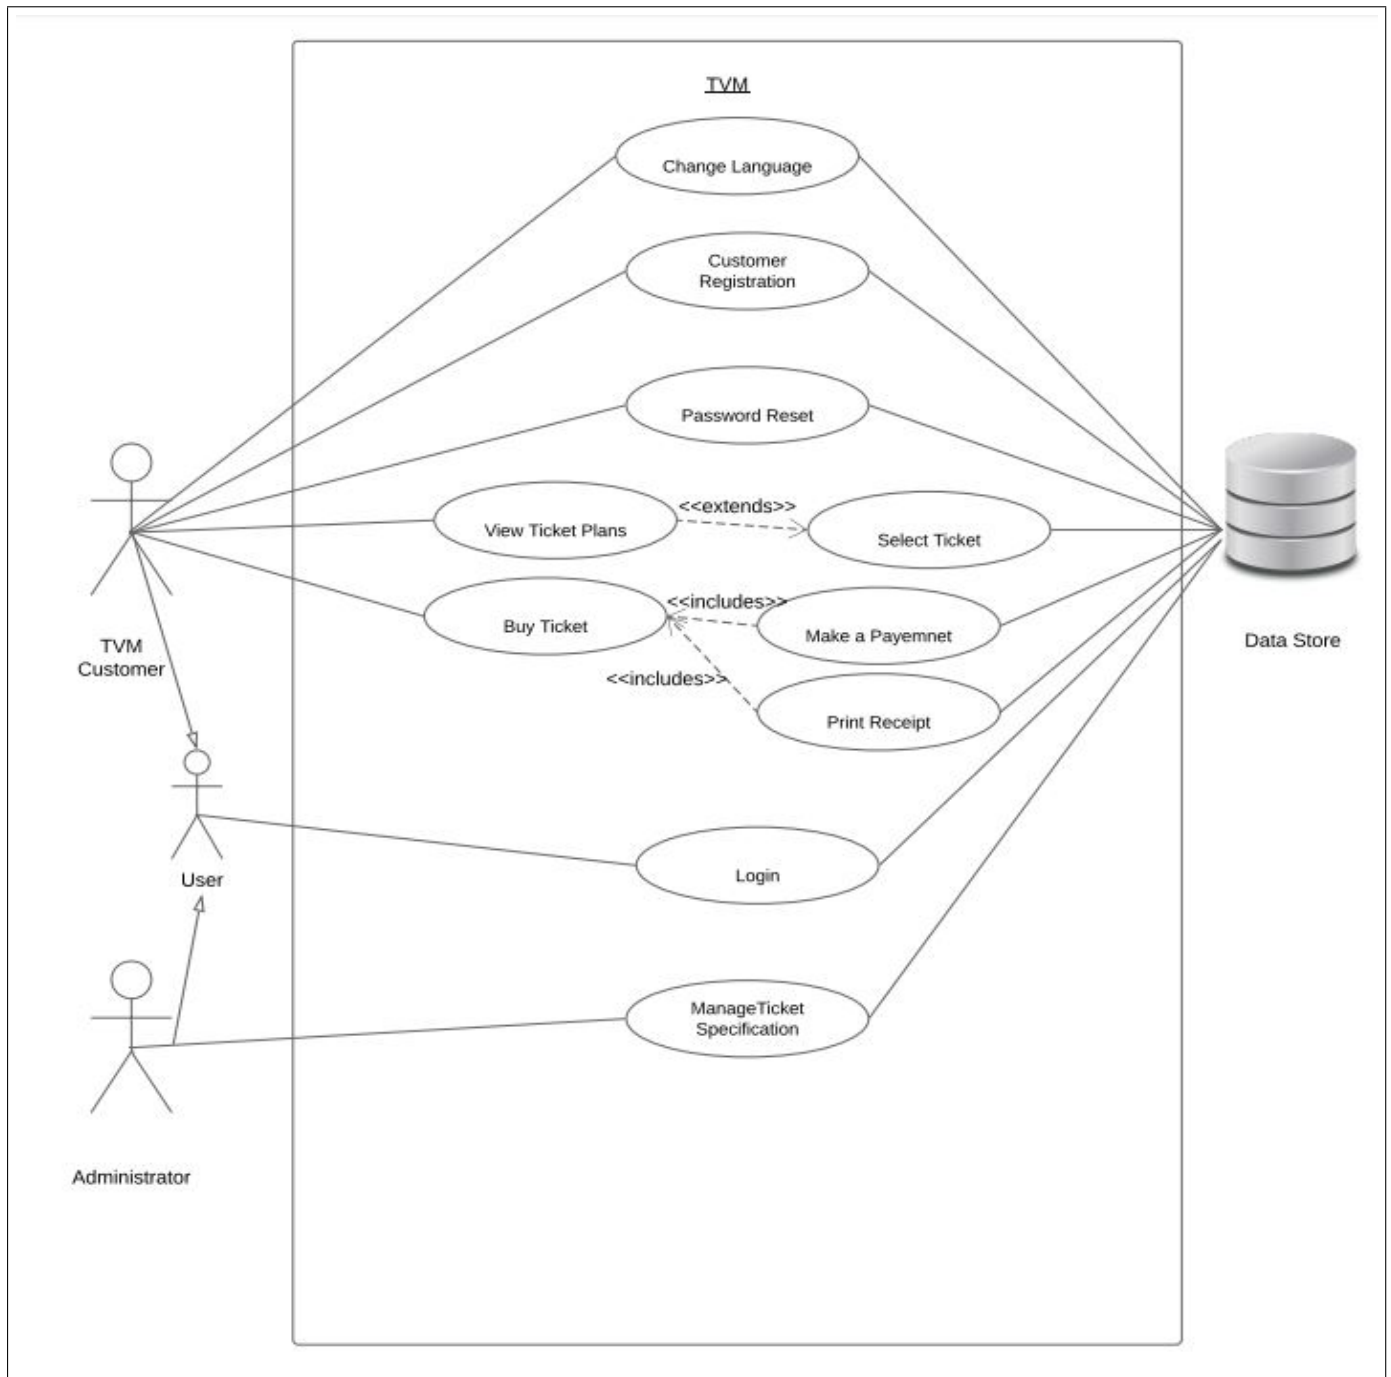 TVM
Change Language
Customer
Registration
Password Reset
<<extends>>
View Ticket Plans
Select Ticket
<<includes>>
Buy Ticket
Make a Payemnet
<<includes>>
Print Receipt
TVM
Customer
Data Store
User
Login
ManageTicket
Specification
Administrator